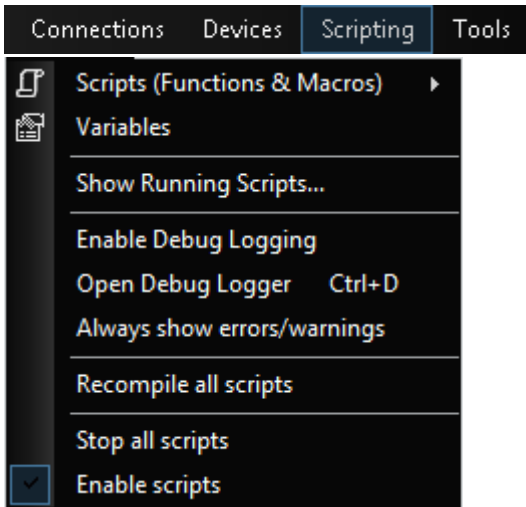 Connections Devices Scripting Tools
Scripts (Functions & Macros)
Variables
Show Running Scripts...
Enable Debug Logging
Open Debug Logger Ctrl+D
Always show errors/warnings
Recompile all scripts
Stop all scripts
Enable scripts